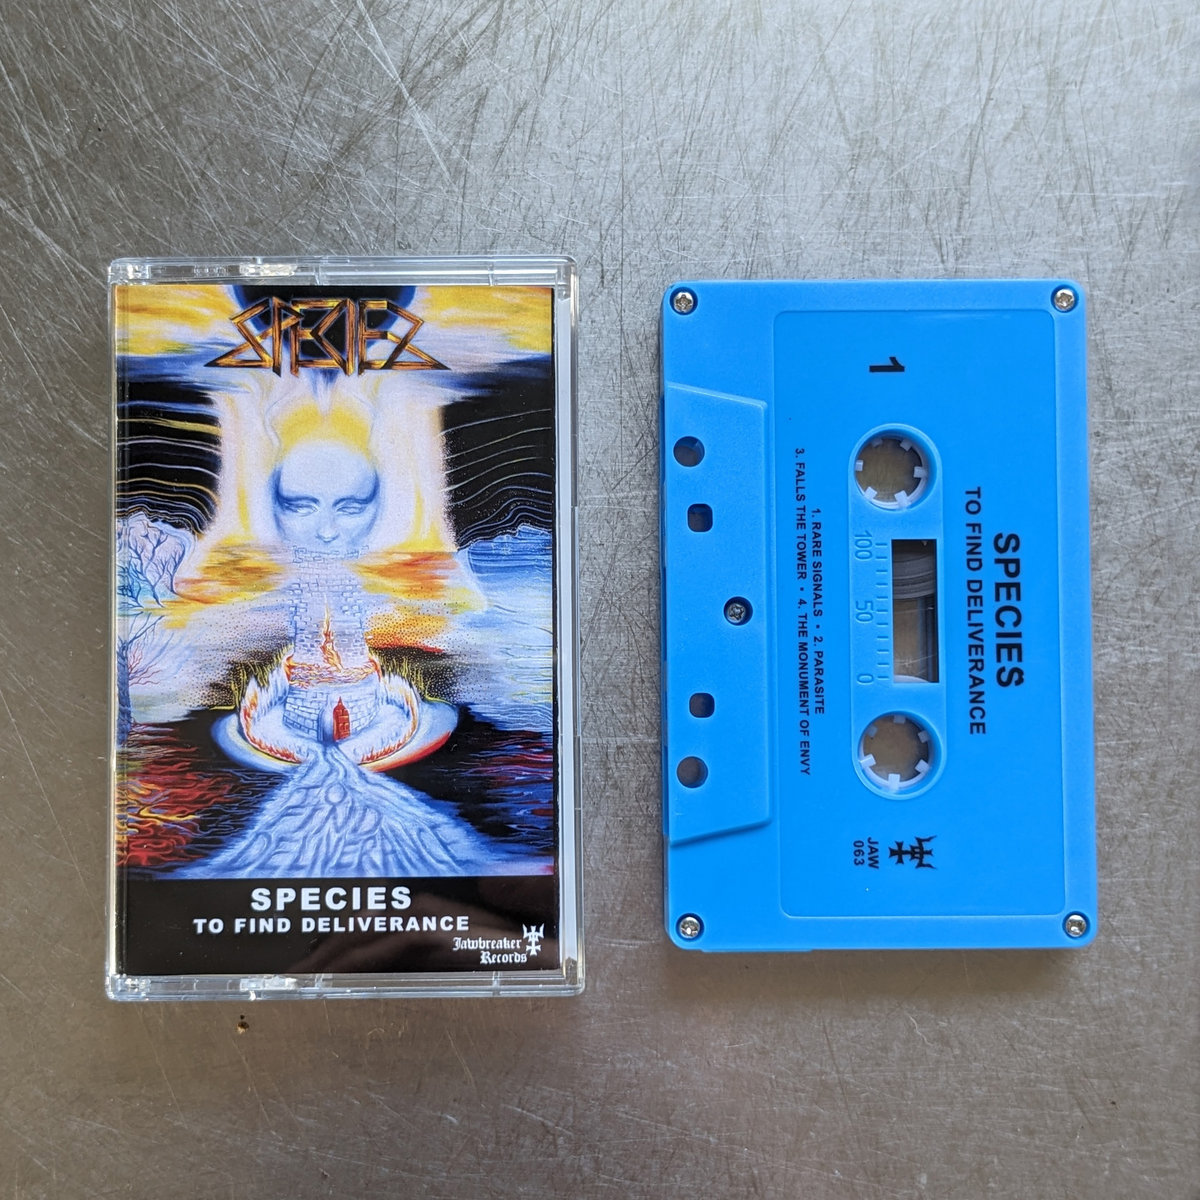 SPECIES
TO
FIND
DELIVERANCE
SPECIES
TO FIND DELIVERANCE
Jawbreaker
Records
1
SPECIES
TO FIND DELIVERANCE
100 50 0
1. RARE SIGNALS • 2. PARASITE
3. FALLS THE TOWER • 4. THE MONUMENT OF ENVY
JAW
063